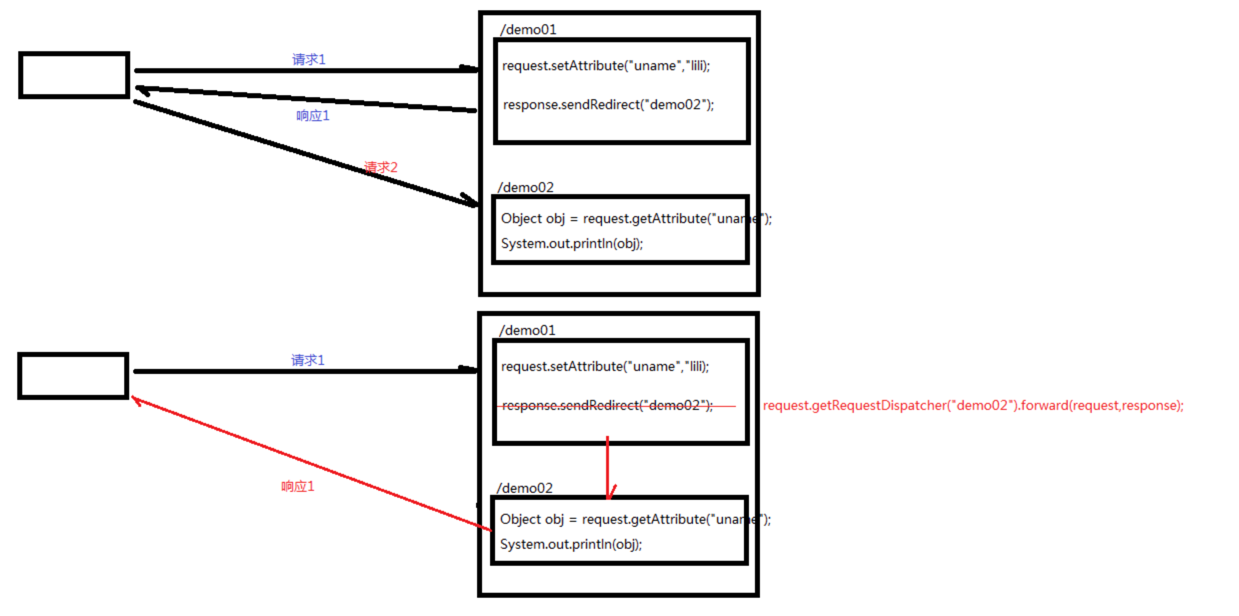 /demo01
请求1
request.setAttribute("uname","lili);
response.sendRedirect("demo02");
响应1
请求2
/demo02
Object obj = request.getAttribute("uname");
System.out.println(obj);
/demo01
请求1
request.setAttribute("uname","lili);
response.sendRedirect("demo02"); request.getRequestDispatcher("demo02").forward(request,response);
响应1
/demo02
Object obj = request.getAttribute("uname");
System.out.println(obj);